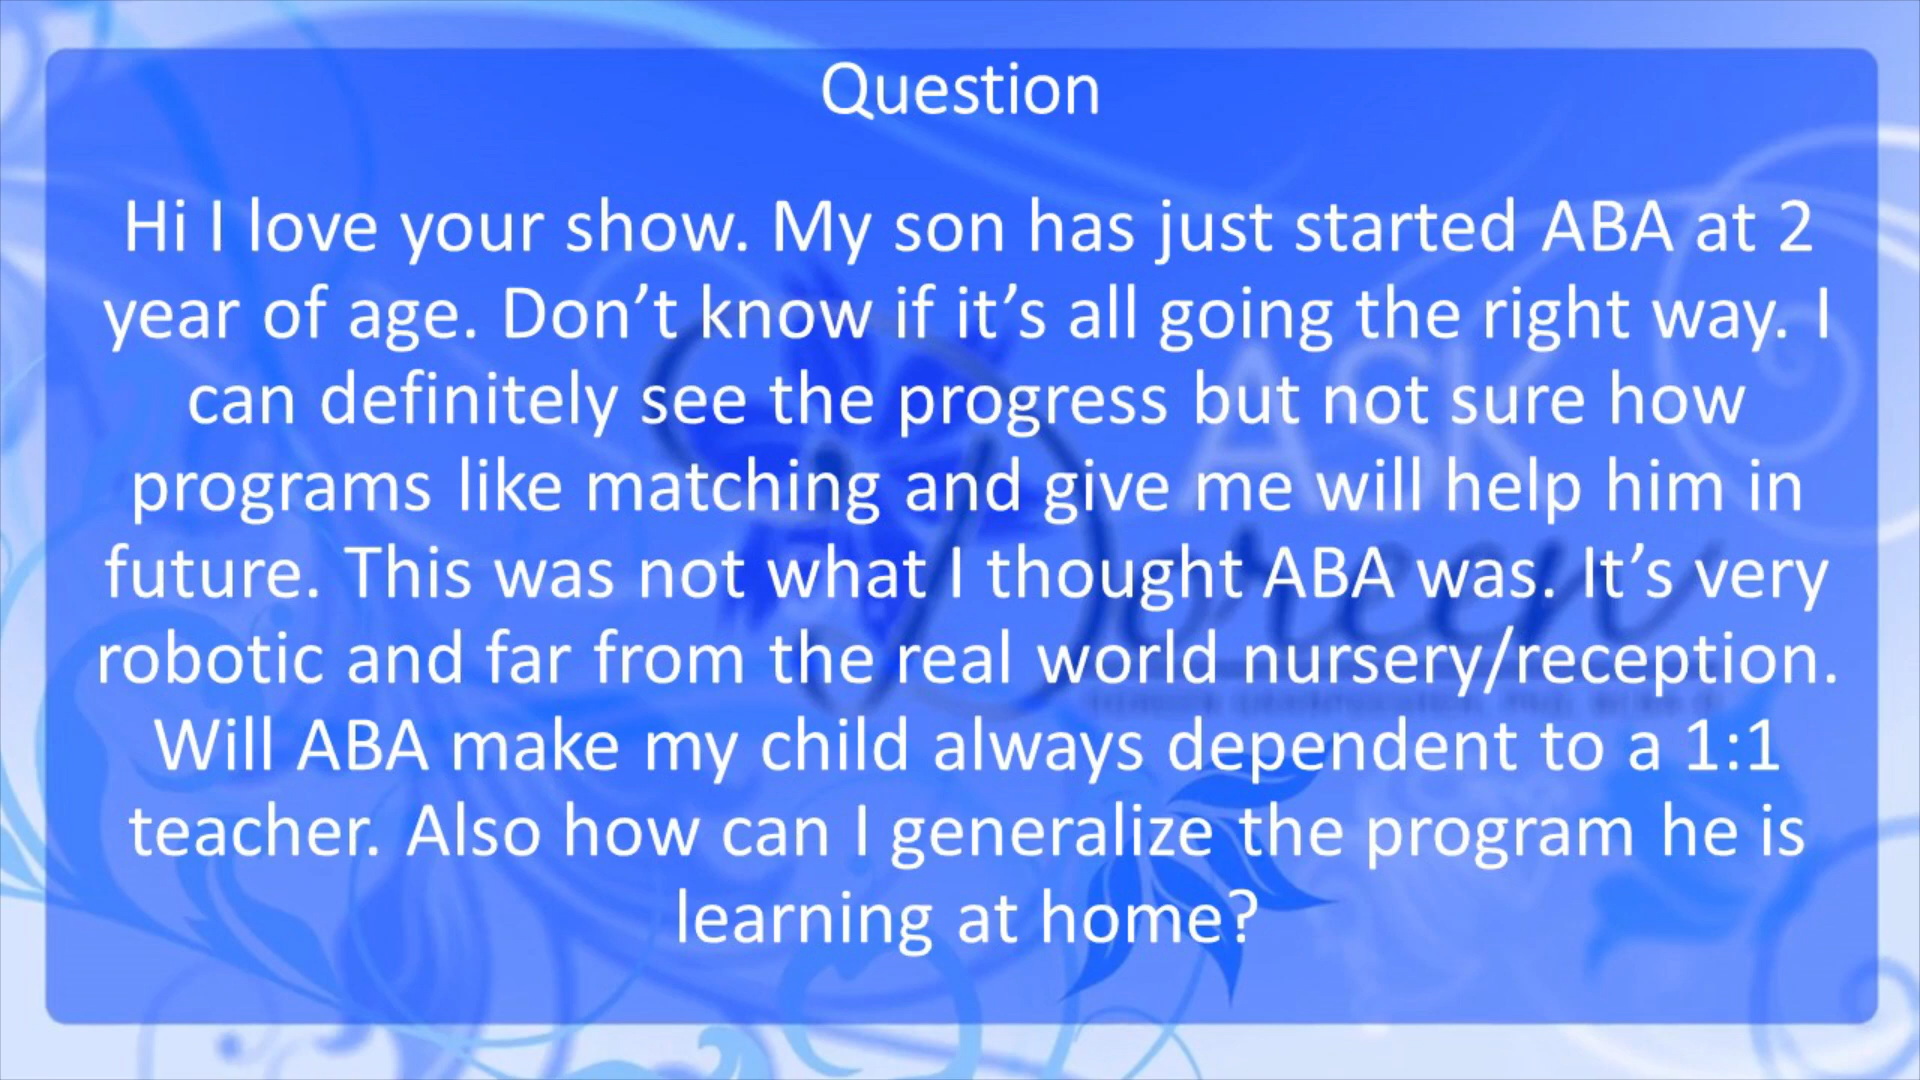 Question
Hi I love your show. My son has just started ABA at 2
year of age. Don’t know if it’s all going the right way. I
can definitely see the progress but not sure how
programs like matching and give me will help him in
future. This was not what I thought ABA was. It’s very
robotic and far from the real world nursery/reception.
Will ABA make my child always dependent to a 1:1
teacher. Also how can I generalize the program he is
learning at home?
ASK
Doreen